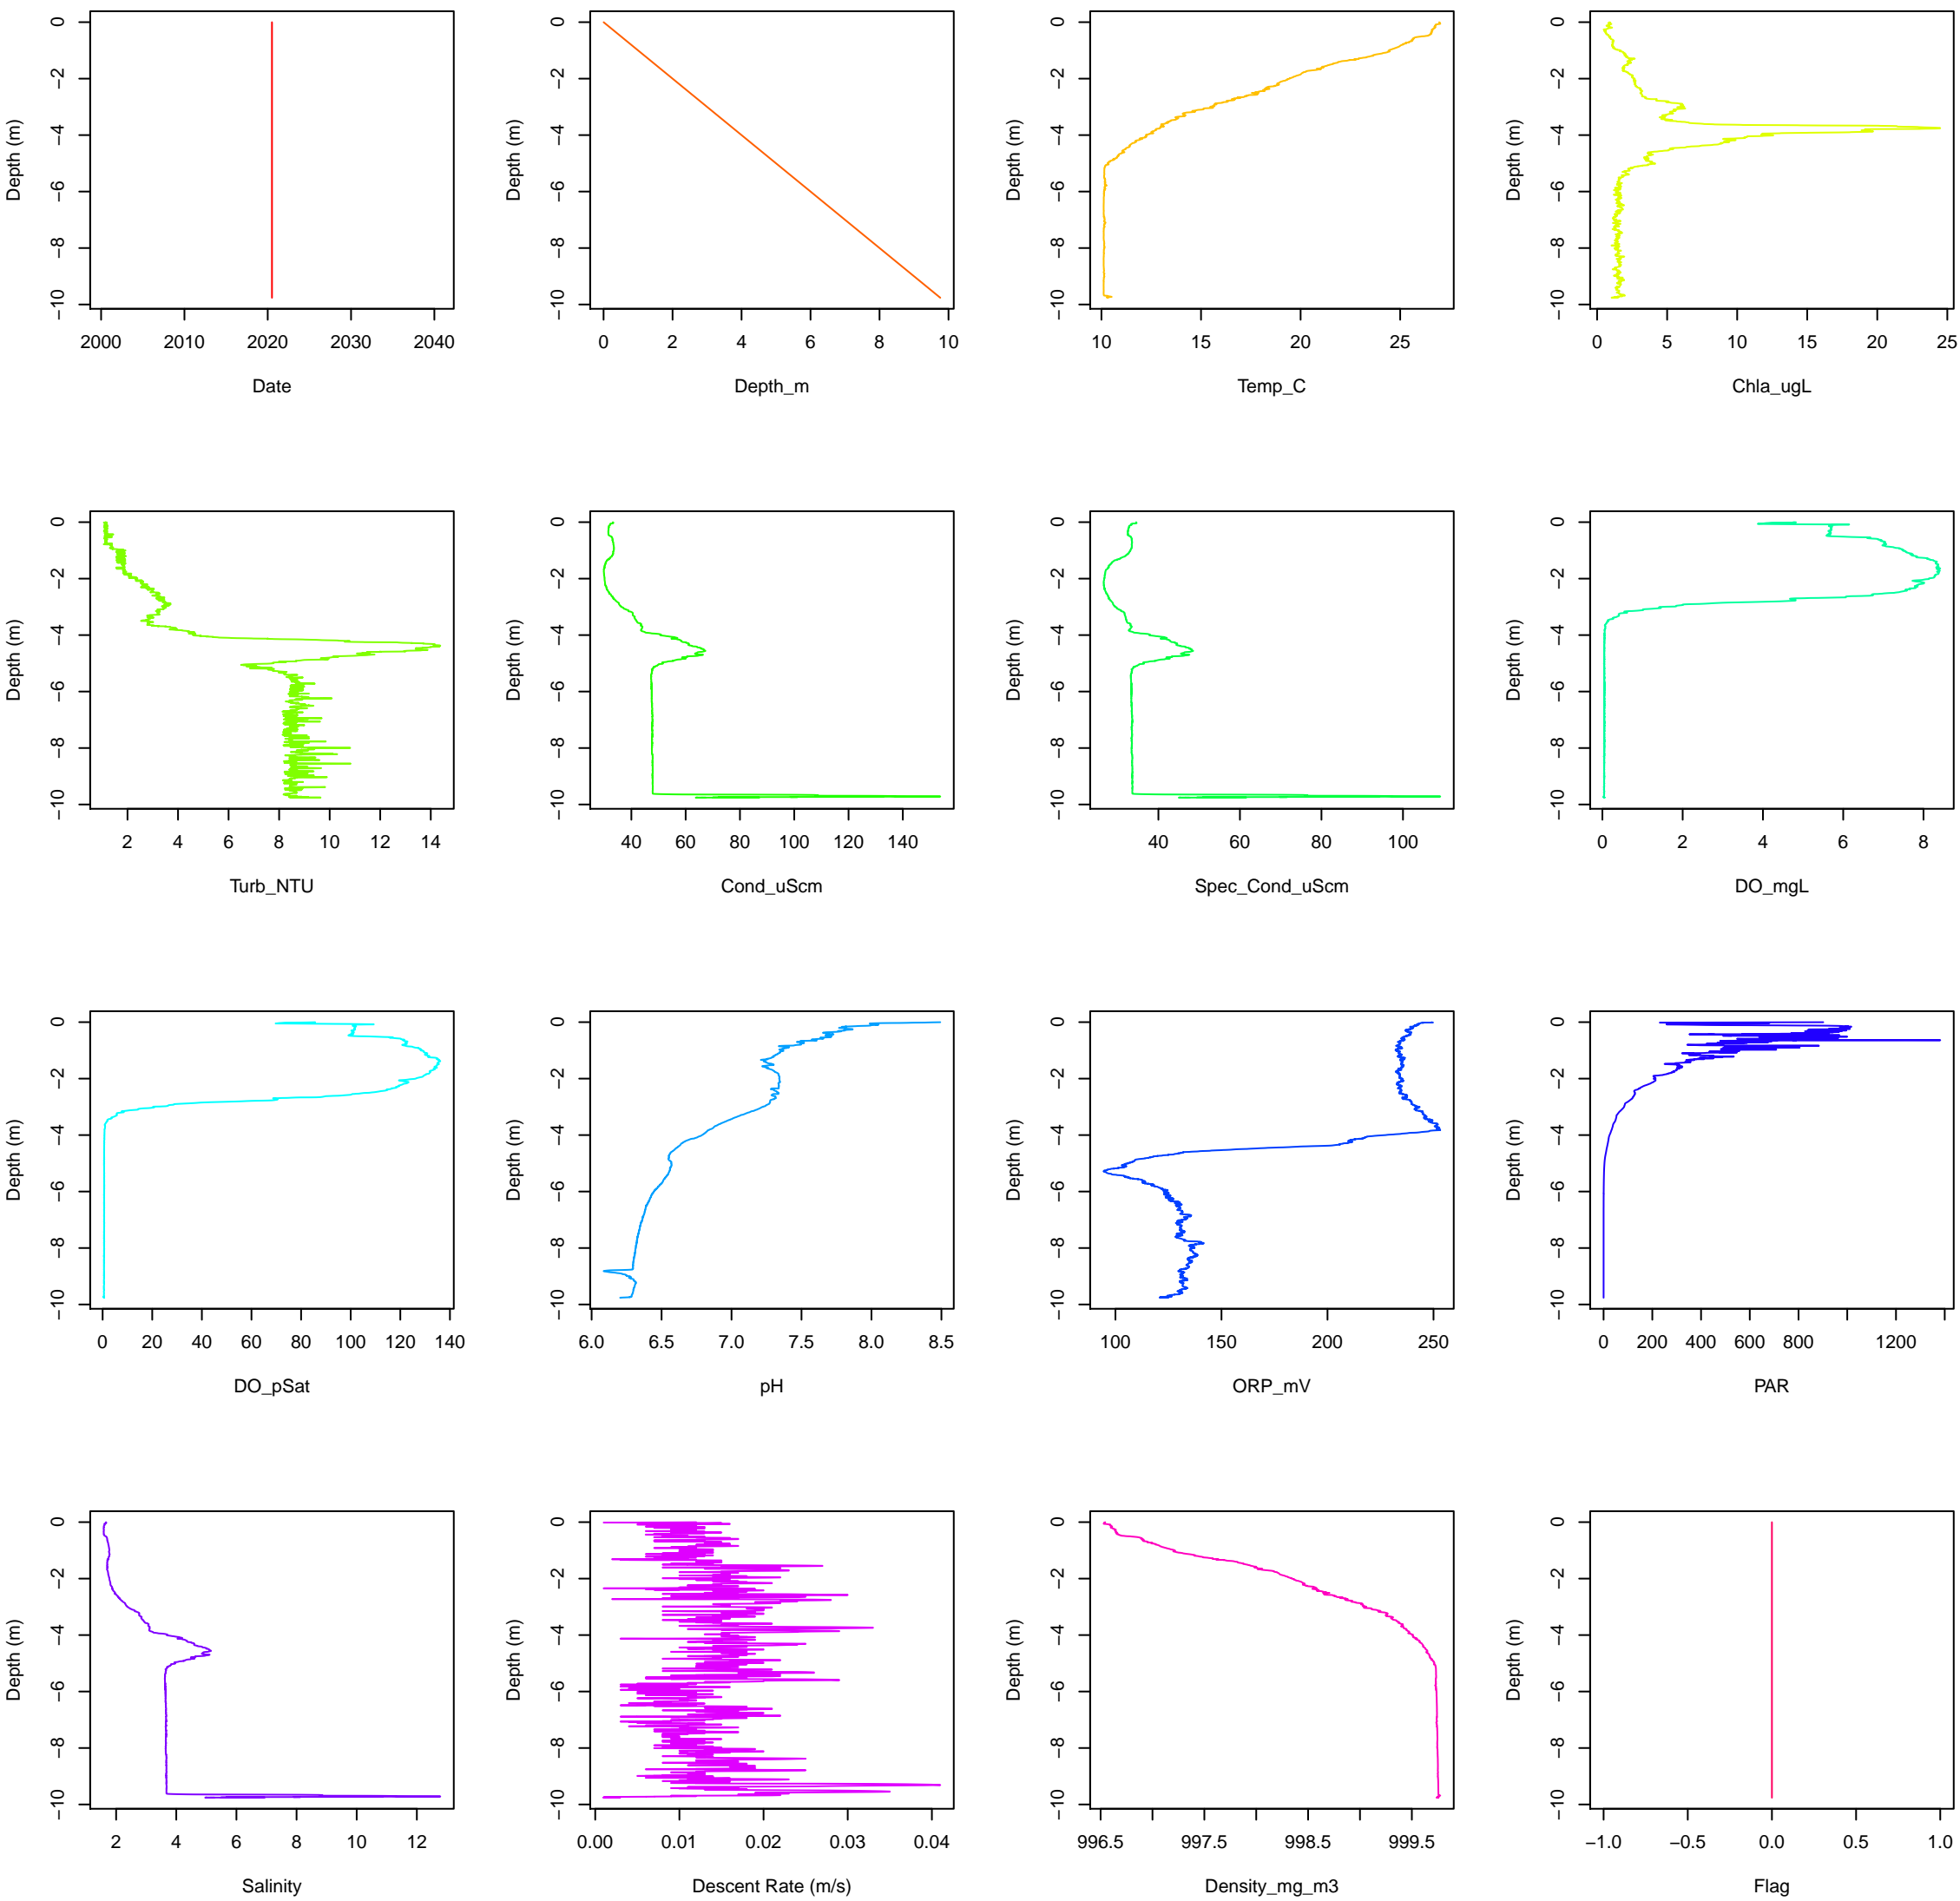 0
−2
−4
−6
−8
−10
Depth (m)
2000 2010 2020 2030 2040
Date
0
−2
−4
−6
−8
−10
Depth (m)
0 2 4 6 8 10
Depth_m
0
−2
−4
−6
−8
−10
Depth (m)
10 15 20 25
Temp_C
0
−2
−4
−6
−8
−10
Depth (m)
0 5 10 15 20 25
Chla_ugL
0
−2
−4
−6
−8
−10
Depth (m)
2 4 6 8 10 12 14
Turb_NTU
0
−2
−4
−6
−8
−10
Depth (m)
40 60 80 100 120 140
Cond_uScm
0
−2
−4
−6
−8
−10
Depth (m)
40 60 80 100
Spec_Cond_uScm
0
−2
−4
−6
−8
−10
Depth (m)
0 2 4 6 8
DO_mgL
0
−2
−4
−6
−8
−10
Depth (m)
0 20 40 60 80 100 120 140
DO_pSat
0
−2
−4
−6
−8
−10
Depth (m)
6.0 6.5 7.0 7.5 8.0 8.5
pH
0
−2
−4
−6
−8
−10
Depth (m)
100 150 200 250
ORP_mV
0
−2
−4
−6
−8
−10
Depth (m)
0 200 400 600 800 1200
PAR
0
−2
−4
−6
−8
−10
Depth (m)
2 4 6 8 10 12
Salinity
0
−2
−4
−6
−8
−10
Depth (m)
0.00 0.01 0.02 0.03 0.04
Descent Rate (m/s)
0
−2
−4
−6
−8
−10
Depth (m)
996.5 997.5 998.5 999.5
Density_mg_m3
0
−2
−4
−6
−8
−10
Depth (m)
−1.0 −0.5 0.0 0.5 1.0
Flag